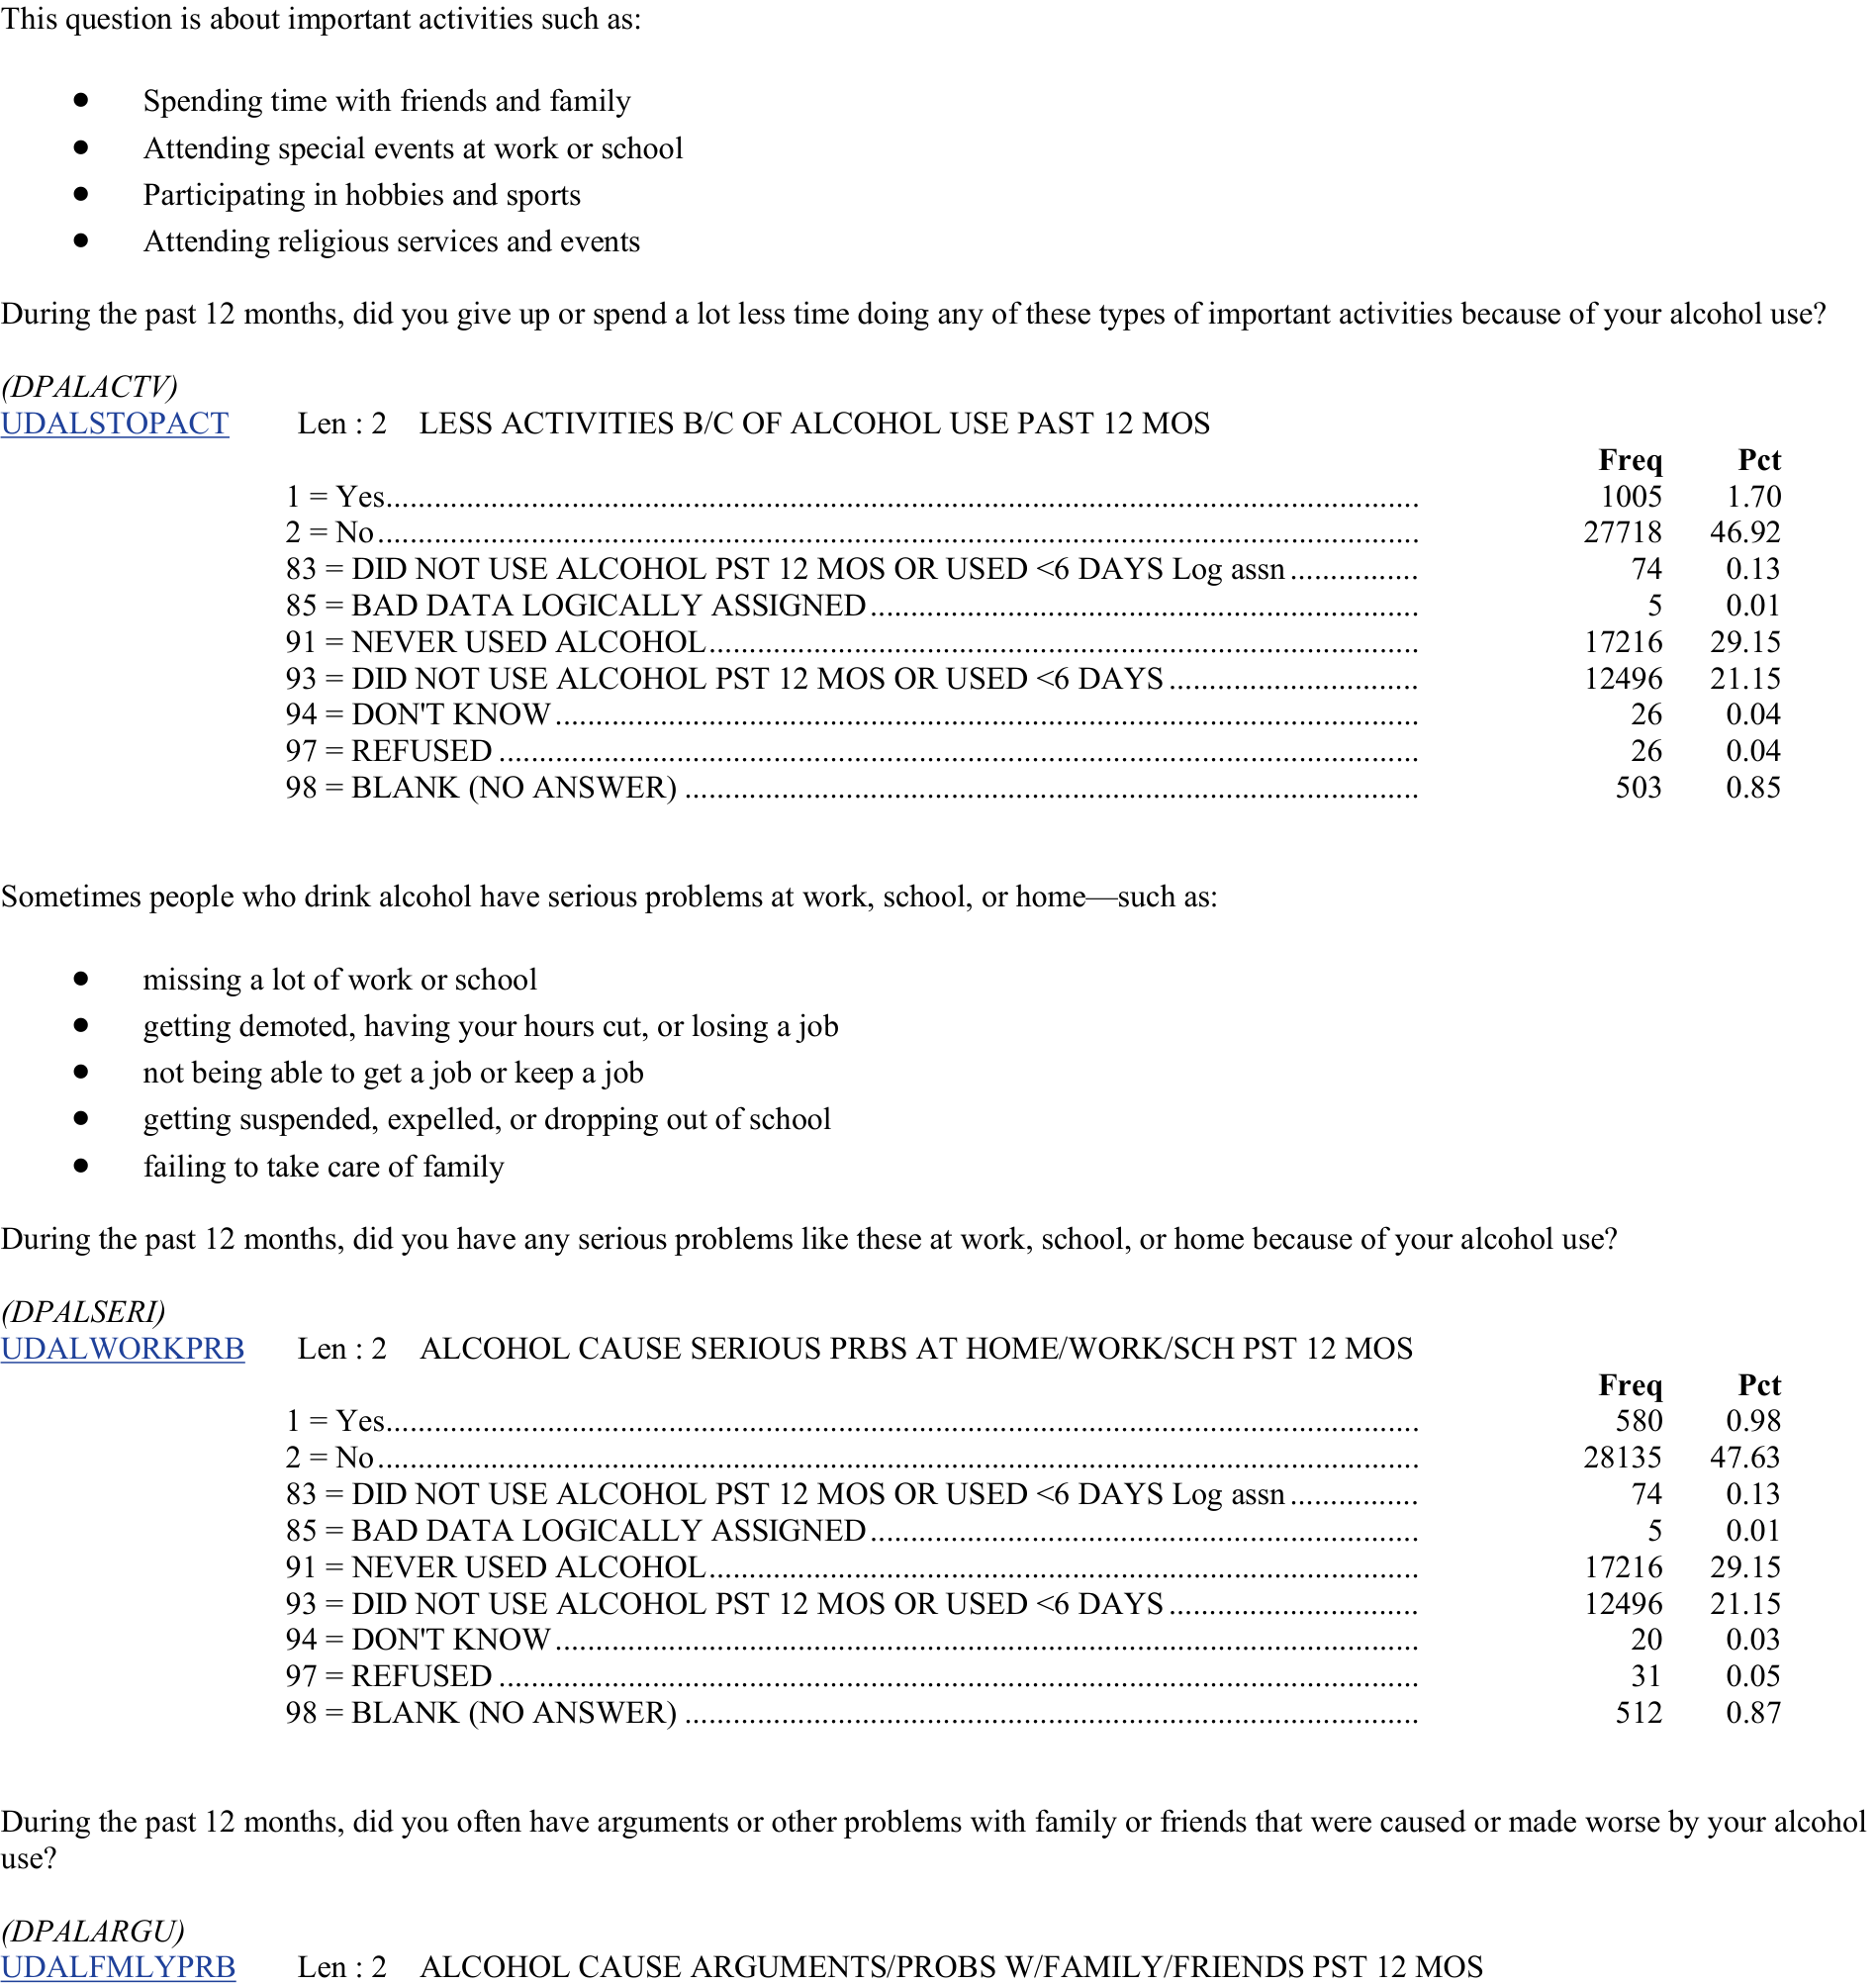 This question is about important activities such as:
● Spending time with friends and family
● Attending special events at work or school
● Participating in hobbies and sports
● Attending religious services and events
During the past 12 months, did you give up or spend a lot less time doing any of these types of important activities because of your alcohol use?
(DPALACTV)
UDALSTOPACT Len : 2 LESS ACTIVITIES B/C OF ALCOHOL USE PAST 12 MOS
Freq Pct
1 = Yes................................................................ 1005 1.70
2 = No................................................................ 27718 46.92
83 = DID NOT USE ALCOHOL PST 12 MOS OR USED <6 DAYS Log assn................ 74 0.13
85 = BAD DATA LOGICALLY ASSIGNED................................ 5 0.01
91 = NEVER USED ALCOHOL................................ 17216 29.15
93 = DID NOT USE ALCOHOL PST 12 MOS OR USED <6 DAYS................................ 12496 21.15
94 = DON'T KNOW................................ 26 0.04
97 = REFUSED................................ 26 0.04
98 = BLANK (NO ANSWER)................................ 503 0.85
Sometimes people who drink alcohol have serious problems at work, school, or home—such as:
● missing a lot of work or school
● getting demoted, having your hours cut, or losing a job
● not being able to get a job or keep a job
● getting suspended, expelled, or dropping out of school
● failing to take care of family
During the past 12 months, did you have any serious problems like these at work, school, or home because of your alcohol use?
(DPALSERI)
UDALWORKPRB Len : 2 ALCOHOL CAUSE SERIOUS PRBS AT HOME/WORK/SCH PST 12 MOS
Freq Pct
1 = Yes................................................................ 580 0.98
2 = No................................................................ 28135 47.63
83 = DID NOT USE ALCOHOL PST 12 MOS OR USED <6 DAYS Log assn................ 74 0.13
85 = BAD DATA LOGICALLY ASSIGNED................................ 5 0.01
91 = NEVER USED ALCOHOL................................ 17216 29.15
93 = DID NOT USE ALCOHOL PST 12 MOS OR USED <6 DAYS................................ 12496 21.15
94 = DON'T KNOW................................ 20 0.03
97 = REFUSED................................ 31 0.05
98 = BLANK (NO ANSWER)................................ 512 0.87
During the past 12 months, did you often have arguments or other problems with family or friends that were caused or made worse by your alcohol
use?
(DPALARGU)
UDALFMLYPRB Len : 2 ALCOHOL CAUSE ARGUMENTS/PROBS W/FAMILY/FRIENDS PST 12 MOS